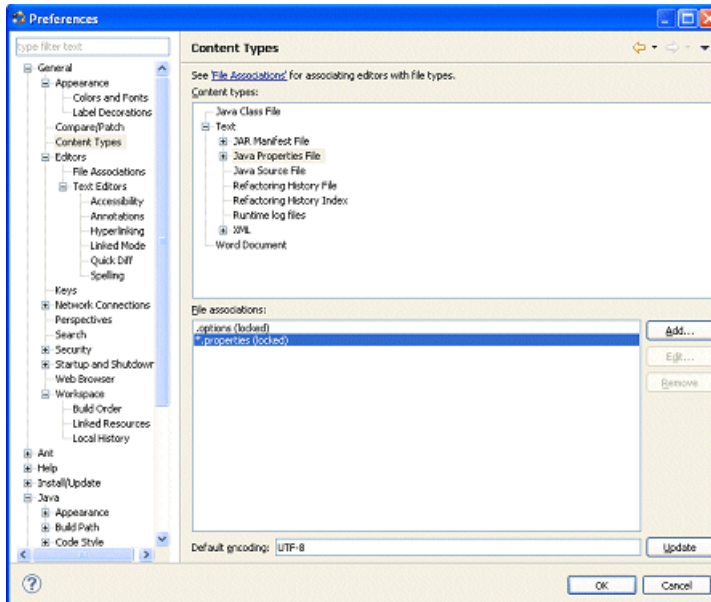 Preferences
type filter text
General
Appearance
Colors and Fonts
Label Decorations
Compare/Patch
Content Types
Editors
File Associations
Text Editors
Accessibility
Annotations
Hyperlinking
Linked Mode
Quick Diff
Spelling
Keys
Network Connections
Perspectives
Search
Security
Startup and Shutdown
Web Browser
Workspace
Build Order
Linked Resources
Local History
Ant
Help
Install/Update
Java
Appearance
Build Path
Code Style
Content Types
See 'File Associations' for associating editors with file types.
Content types:
Java Class File
Text
JAR Manifest File
Java Properties File
Java Source File
Refactoring History File
Refactoring History Index
Runtime log files
XML
Word Document
File associations:
.options (locked)
*.properties (locked)
Add...
Edit...
Remove
Default encoding: UTF-8
Update
?
OK
Cancel